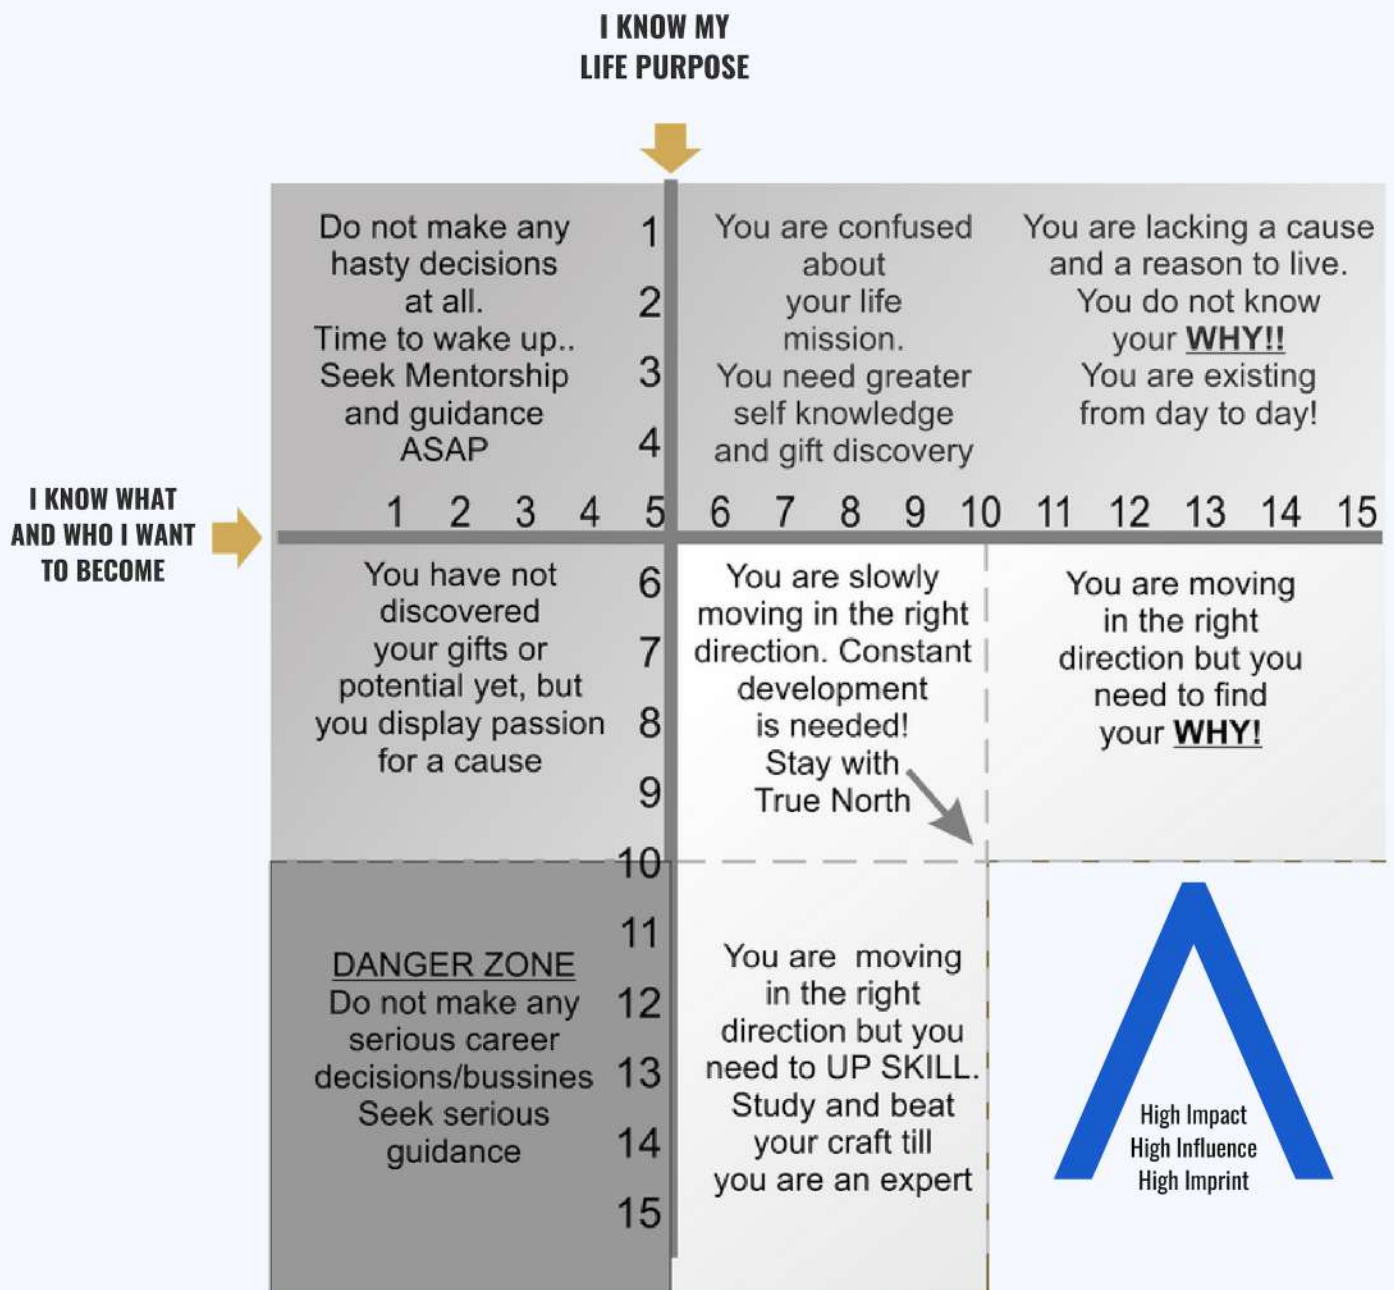 I KNOW MY
LIFE PURPOSE
Do not make any
hasty decisions
at all.
Time to wake up..
Seek Mentorship
and guidance
ASAP
1
2
3
4
You are confused
about
your life
mission.
You need greater
self knowledge
and gift discovery
You are lacking a cause
and a reason to live.
You do not know
your WHY!!
You are existing
from day to day!
I KNOW WHAT
AND WHO I WANT
TO BECOME
1 2 3 4 5 6 7 8 9 10 11 12 13 14 15
You have not
discovered
your gifts or
potential yet, but
you display passion
for a cause
6
7
8
9
10
You are slowly
moving in the right
direction. Constant
development
is needed!
Stay with
True North
You are moving
in the right
direction but you
need to find
your WHY!
DANGER ZONE
Do not make any
serious career
decisions/bussines
Seek serious
guidance
11
12
13
14
15
You are moving
in the right
direction but you
need to UP SKILL.
Study and beat
your craft till
you are an expert
High Impact
High Influence
High Imprint